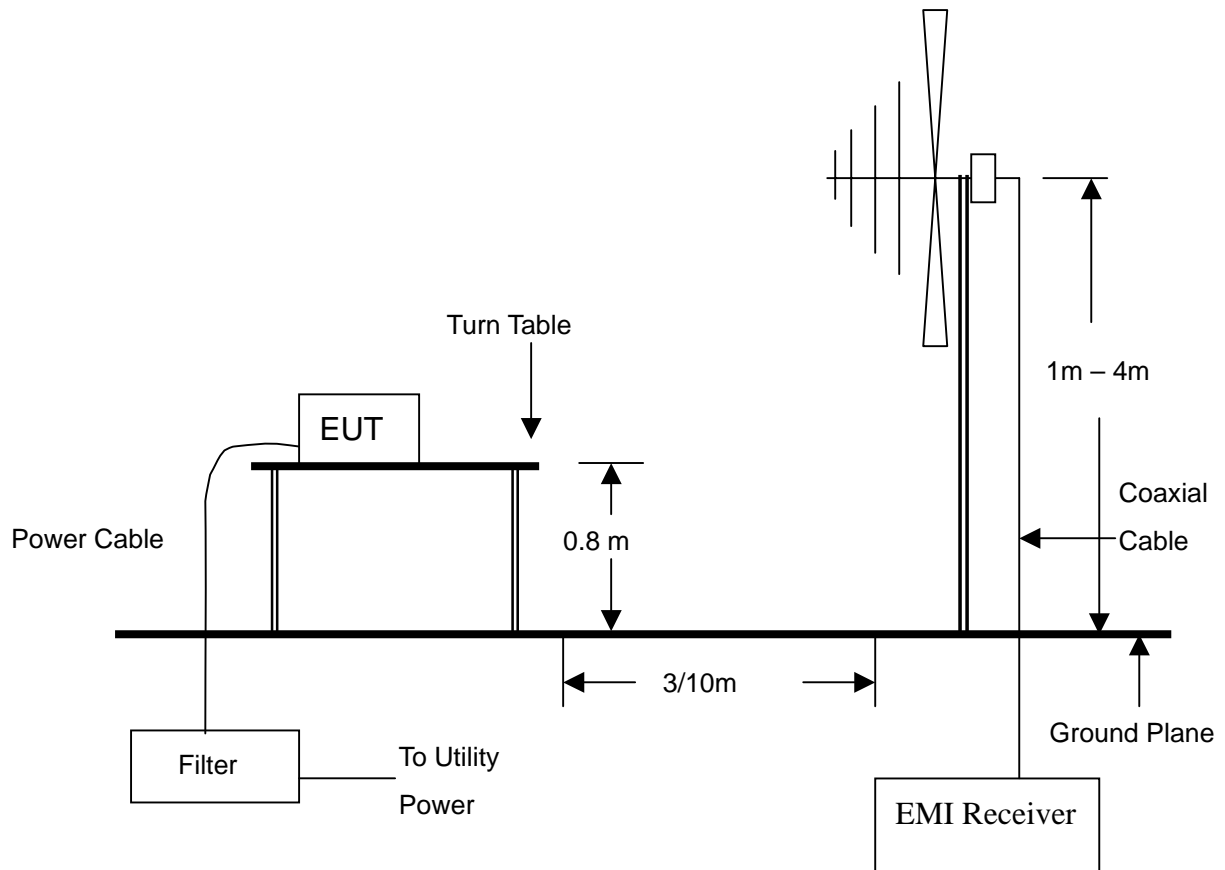 Turn Table
1m – 4m
EUT
Coaxial
Cable
Power Cable
0.8 m
3/10m
Ground Plane
Filter
To Utility
Power
EMI Receiver